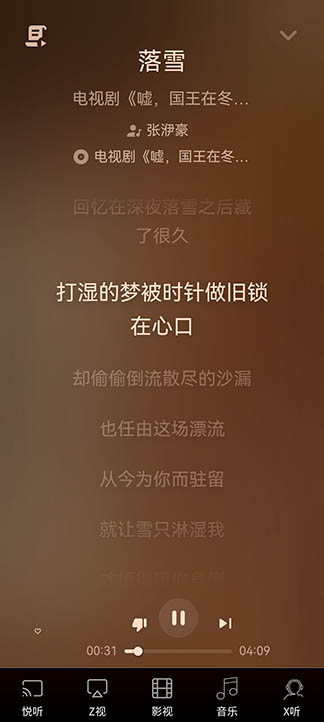 落雪
电视剧《嘘，国王在冬...
张洢豪
电视剧《嘘，国王在冬...
回忆在深夜落雪之后藏
了很久
打湿的梦被时针做旧锁
在心口
却偷偷倒流散尽的沙漏
也任由这场漂流
从今为你而驻留
就让雪只淋湿我
00:31
04:09
悦听
Z视
影视
音乐
X听